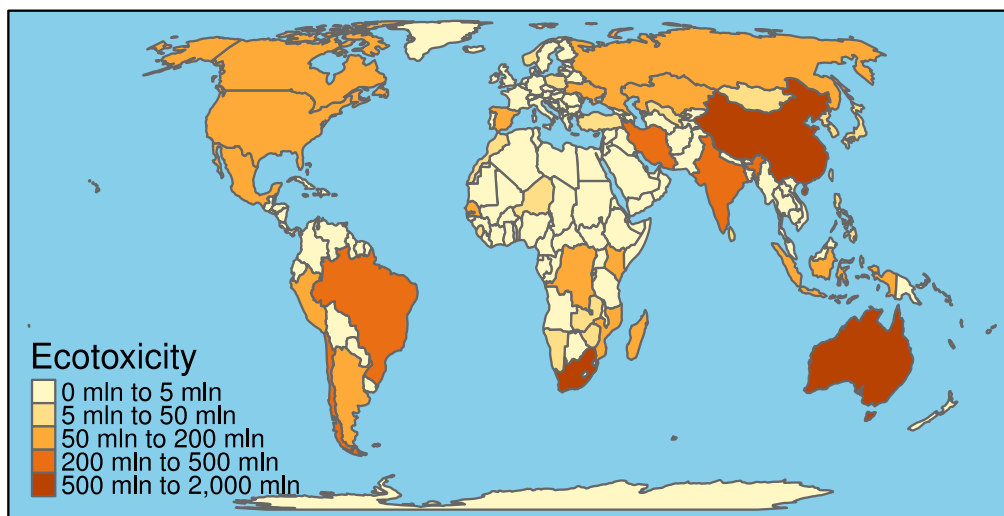 Ecotoxicity
0 mln to 5 mln
5 mln to 50 mln
50 mln to 200 mln
200 mln to 500 mln
500 mln to 2,000 mln